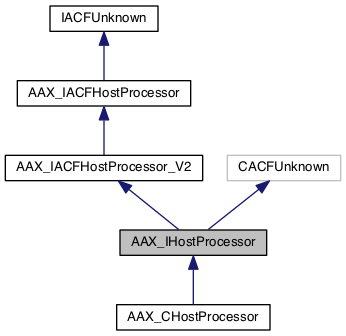 IACFUnknown
AAX_IACFHostProcessor
AAX_IACFHostProcessor_V2
CACFUnknown
AAX_IHostProcessor
AAX_CHostProcessor